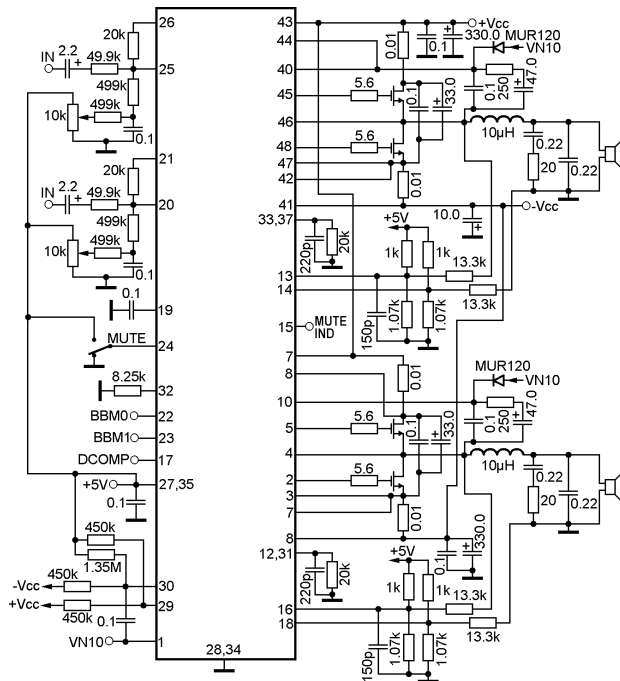 26
20k
IN
2.2
+
49.9k
25
499k
10k
499k
0.1
21
20k
IN
2.2
+
49.9k
20
499k
10k
499k
0.1
0.1
19
MUTE
24
8.25k
32
BBM0
22
BBM1
23
DCOMP
17
+5V
27,35
0.1
450k
1.35M
-Vcc
450k
30
+Vcc
29
450k
0.1
VN10
1
28,34
43
+Vcc
44
0.01
0.1
+
330.0
MUR120
VN10
40
0.1
250
+
47.0
45
5.6
0.1
+
33.0
46
10µH
48
5.6
47
42
0.01
0.22
20
0.22
41
-Vcc
10.0
+
33,37
220p
20k
+5V
1k
1k
13
13.3k
14
13.3k
150p
1.07k
1.07k
15
MUTE
IND
7
0.01
8
MUR120
VN10
10
0.1
250
+
47.0
5
5.6
0.1
+
33.0
4
10µH
2
5.6
3
7
0.01
0.22
20
0.22
8
0.1
+
330.0
12,31
220p
20k
+5V
1k
1k
16
13.3k
18
13.3k
150p
1.07k
1.07k